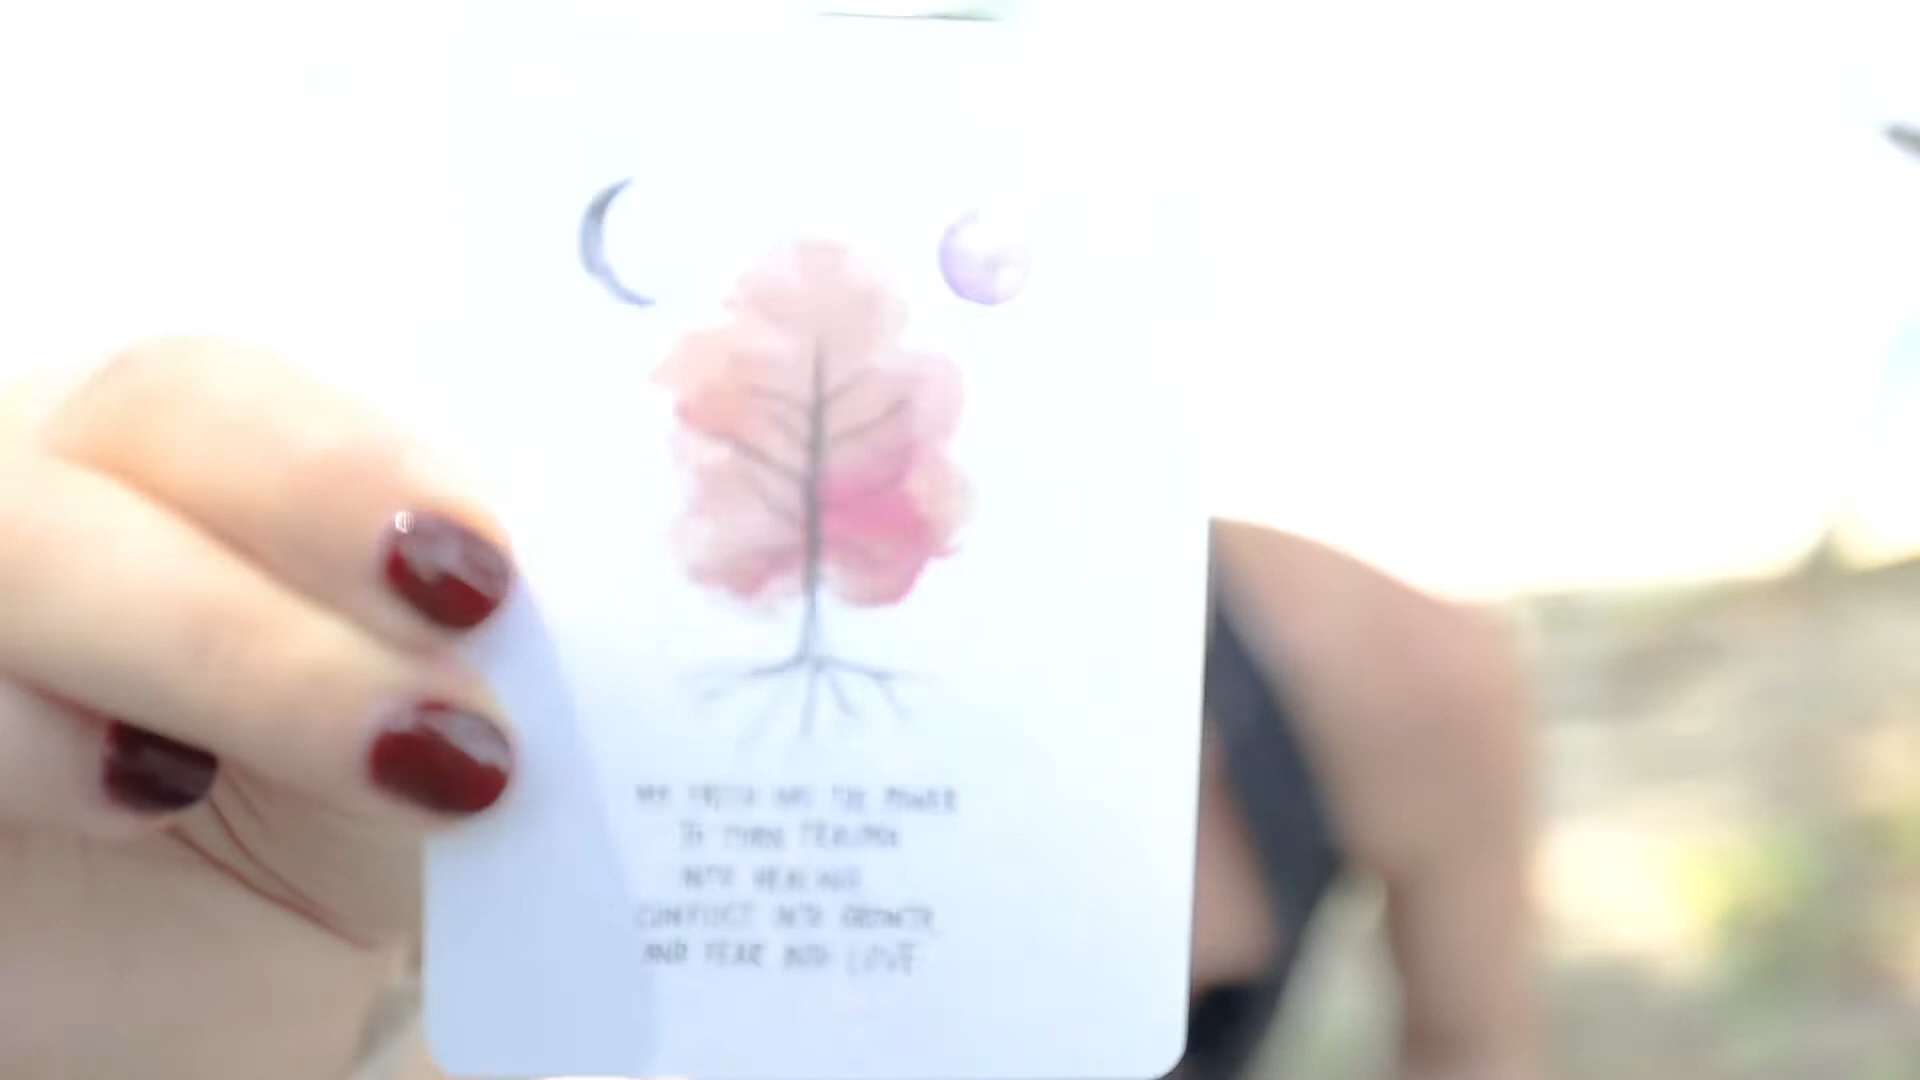 MY FAITH HAS THE POWER
TO TURN TRAUMA
INTO HEALING
CONFLICT INTO GROWTH,
AND FEAR INTO LOVE